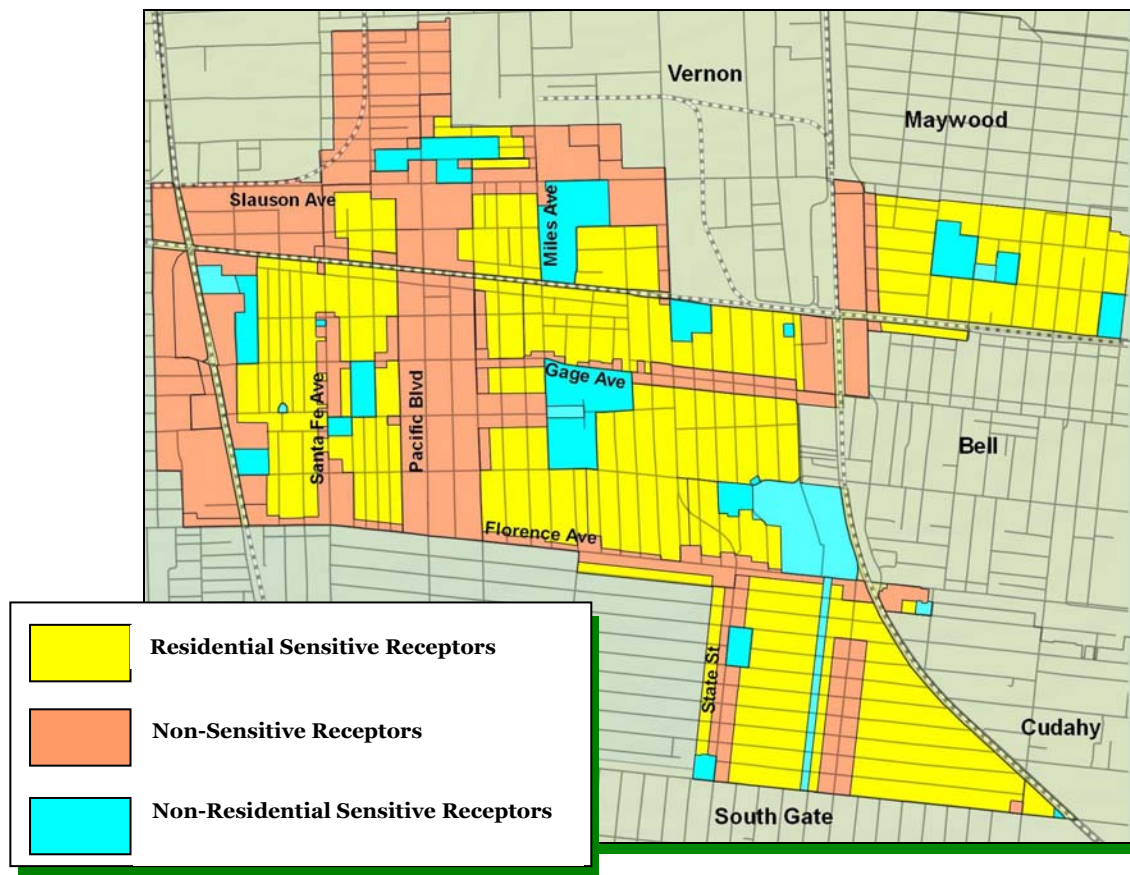 Vernon
Maywood
Slauson Ave
Miles Ave
Gage Ave
Santa Fe Ave
Pacific Blvd
Bell
Florence Ave
State St
Cudahy
South Gate
Residential Sensitive Receptors
Non-Sensitive Receptors
Non-Residential Sensitive Receptors